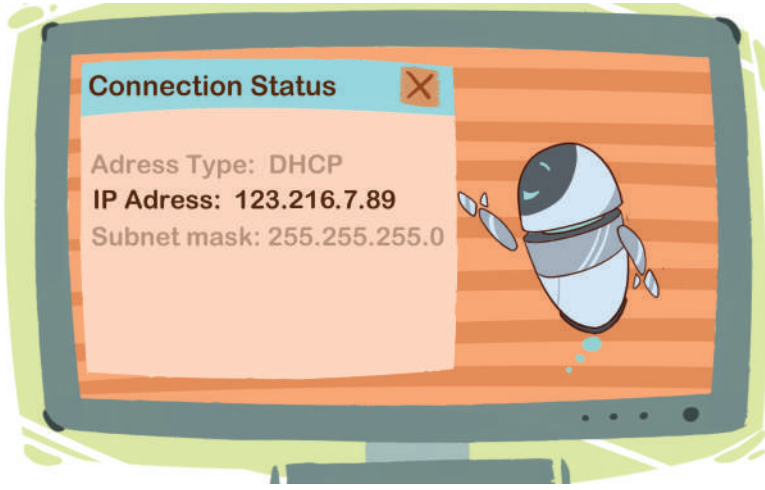 Connection Status
Adress Type: DHCP
IP Adress: 123.216.7.89
Subnet mask: 255.255.255.0